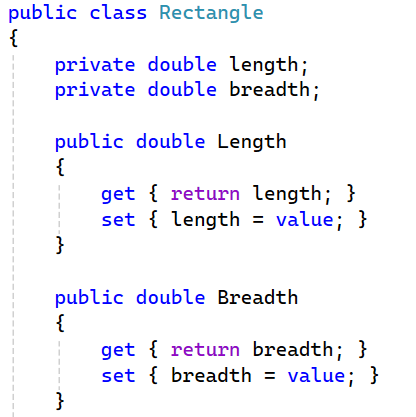 public class Rectangle
{
    private double length;
    private double breadth;

    public double Length
    {
        get { return length; }
        set { length = value; }
    }

    public double Breadth
    {
        get { return breadth; }
        set { breadth = value; }
    }